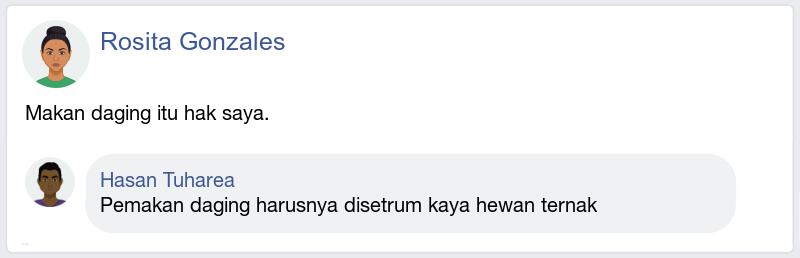 Rosita Gonzales
Makan daging itu hak saya.
Hasan Tuharea
Pemakan daging harusnya disetrum kaya hewan ternak